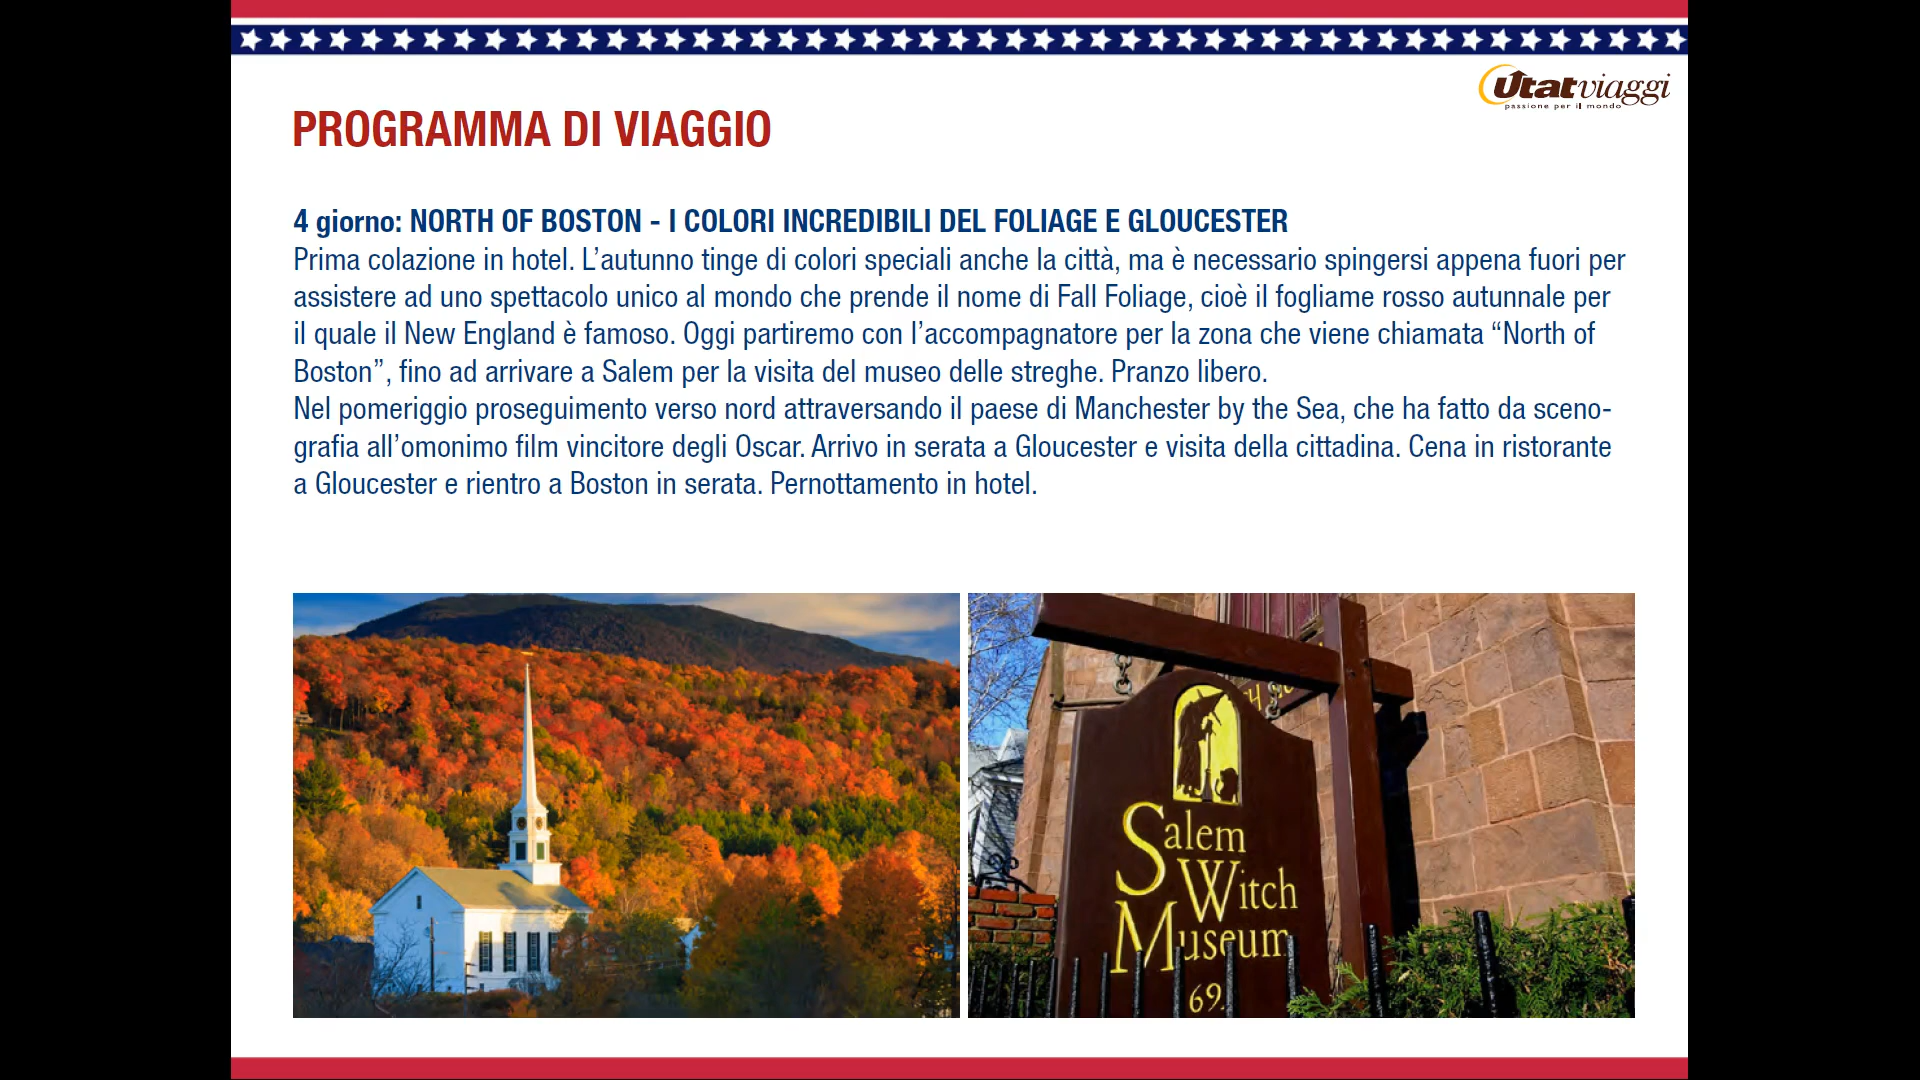 Utatviaggi
passione per il mondo
PROGRAMMA DI VIAGGIO
4 giorno: NORTH OF BOSTON - I COLORI INCREDIBILI DEL FOLIAGE E GLOUCESTER
Prima colazione in hotel. L’autunno tinge di colori speciali anche la città, ma è necessario spingersi appena fuori per
assistere ad uno spettacolo unico al mondo che prende il nome di Fall Foliage, cioè il fogliame rosso autunnale per
il quale il New England è famoso. Oggi partiremo con l’accompagnatore per la zona che viene chiamata “North of
Boston”, fino ad arrivare a Salem per la visita del museo delle streghe. Pranzo libero.
Nel pomeriggio proseguimento verso nord attraversando il paese di Manchester by the Sea, che ha fatto da sceno-
grafia all’omonimo film vincitore degli Oscar. Arrivo in serata a Gloucester e visita della cittadina. Cena in ristorante
a Gloucester e rientro a Boston in serata. Pernottamento in hotel.
Salem
Witch
Museum